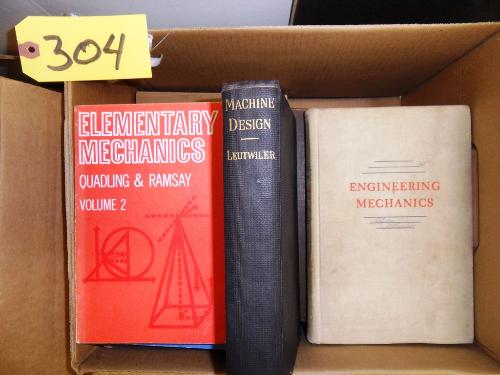 304
ELEMENTARY
MECHANICS
QUADLING & RAMSAY
VOLUME 2
MACHINE
DESIGN
LEUTWILER
ENGINEERING
MECHANICS